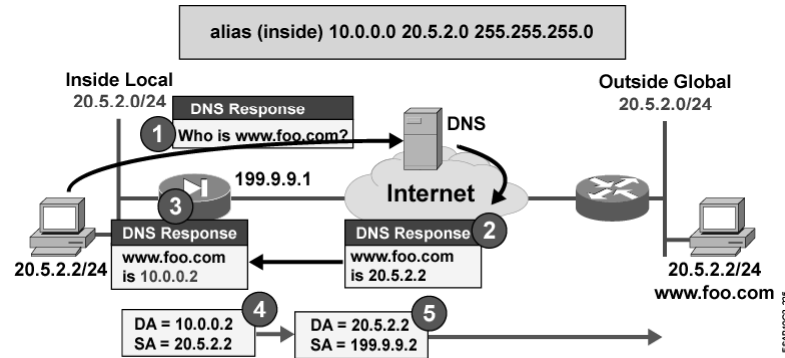 alias (inside) 10.0.0.0 20.5.2.0 255.255.255.0
Inside Local
20.5.2.0/24
Outside Global
20.5.2.0/24
DNS Response
1
Who is www.foo.com?
DNS
199.9.9.1
Internet
3
DNS Response
www.foo.com
is 10.0.0.2
2
DNS Response
www.foo.com
is 20.5.2.2
20.5.2.2/24
20.5.2.2/24
www.foo.com
4
DA = 10.0.0.2
SA = 20.5.2.2
5
DA = 20.5.2.2
SA = 199.9.9.2